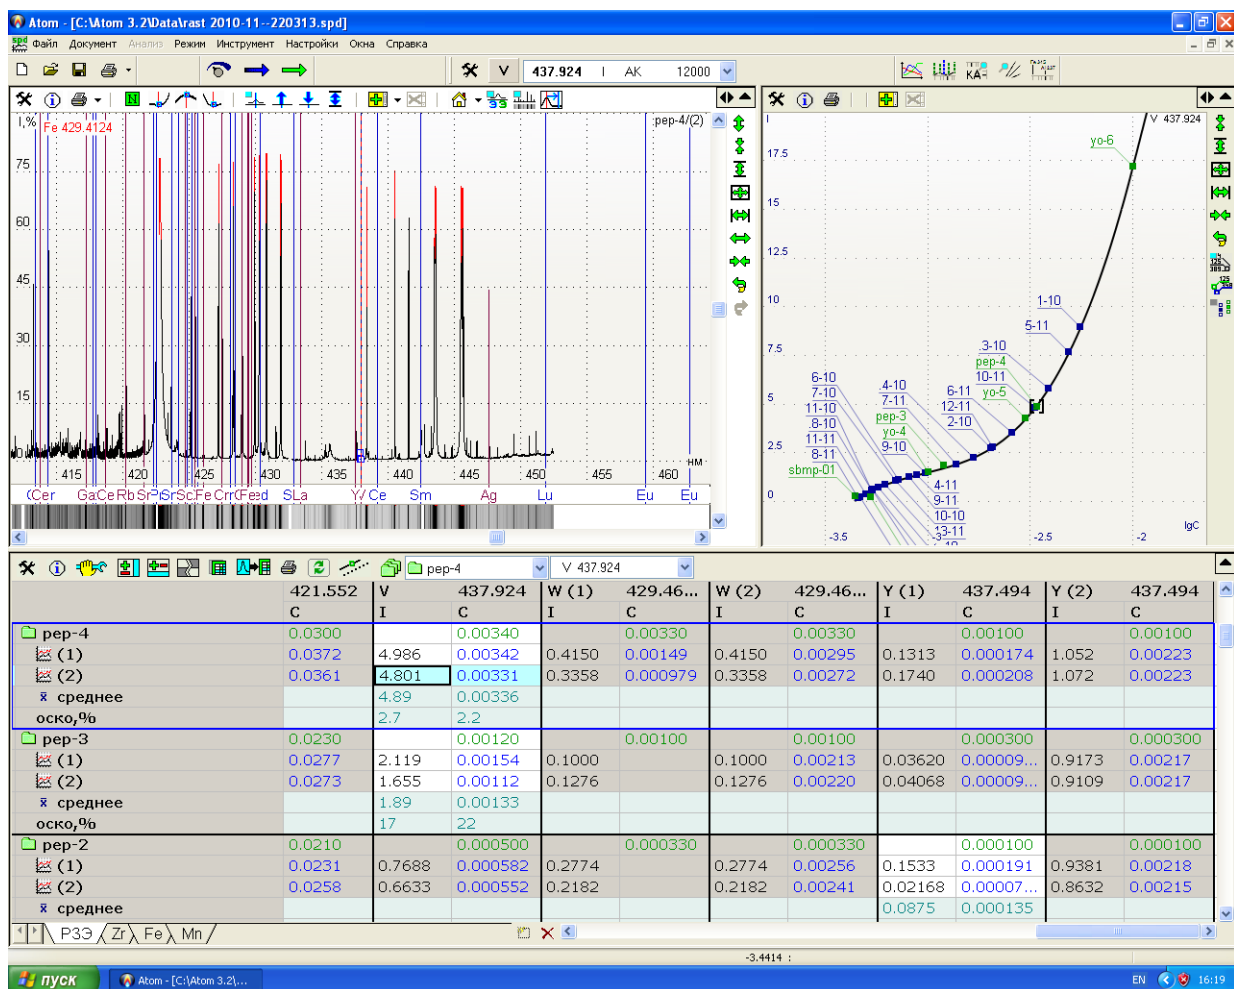 Atom - [C:\Atom 3.2\Data\rast 2010-11--220313.spd]
Файл Документ Анализ Режим Инструмент Настройки Окна Справка
V 437.924 I АК 12000
I,% Fe 429.4124 :pep-4/(2)
75
60
45
30
15
415 420 425 430 435 440 445 450 455 460 нм
Ce Sm Ag Lu Eu Eu
I V 437.924
17.5
15
12.5
10
7.5
5
2.5
0
yo-6
1-10
5-11
.3-10
pep-4
10-11
yo-5
6-10
7-10
11-10
.8-10
11-11
8-11
sbmp-01
.4-10
7-11
pep-3
yo-4
9-10
6-11
12-11
2-10
4-11
9-11
10-10
13-11
-3.5 -3 -2.5 -2 lgC
pep-4 V 437.924
421.552 V 437.924 W (1) 429.46... W (2) 429.46... Y (1) 437.494 Y (2) 437.494
C I C I C I C I C I C
pep-4 0.0300 0.00340 0.00330 0.00330 0.00100 0.00100
(1) 0.0372 4.986 0.00342 0.4150 0.00149 0.4150 0.00295 0.1313 0.000174 1.052 0.00223
(2) 0.0361 4.801 0.00331 0.3358 0.000979 0.3358 0.00272 0.1740 0.000208 1.072 0.00223
x среднее 4.89 0.00336
оско,% 2.7 2.2
pep-3 0.0230 0.00120 0.00100 0.00100 0.000300 0.000300
(1) 0.0277 2.119 0.00154 0.1000 0.1000 0.00213 0.03620 0.00009... 0.9173 0.00217
(2) 0.0273 1.655 0.00112 0.1276 0.1276 0.00220 0.04068 0.00009... 0.9109 0.00217
x среднее 1.89 0.00133
оско,% 17 22
pep-2 0.0210 0.000500 0.000330 0.000330 0.000100 0.000100
(1) 0.0231 0.7688 0.000582 0.2774 0.2774 0.00256 0.1533 0.000191 0.9381 0.00218
(2) 0.0258 0.6633 0.000552 0.2182 0.2182 0.00241 0.02168 0.00007... 0.8632 0.00215
x среднее 0.0875 0.000135
РЗЭ Zr Fe Mn
-3.4414 :
пуск Atom - [C:\Atom 3.2\... EN 16:19